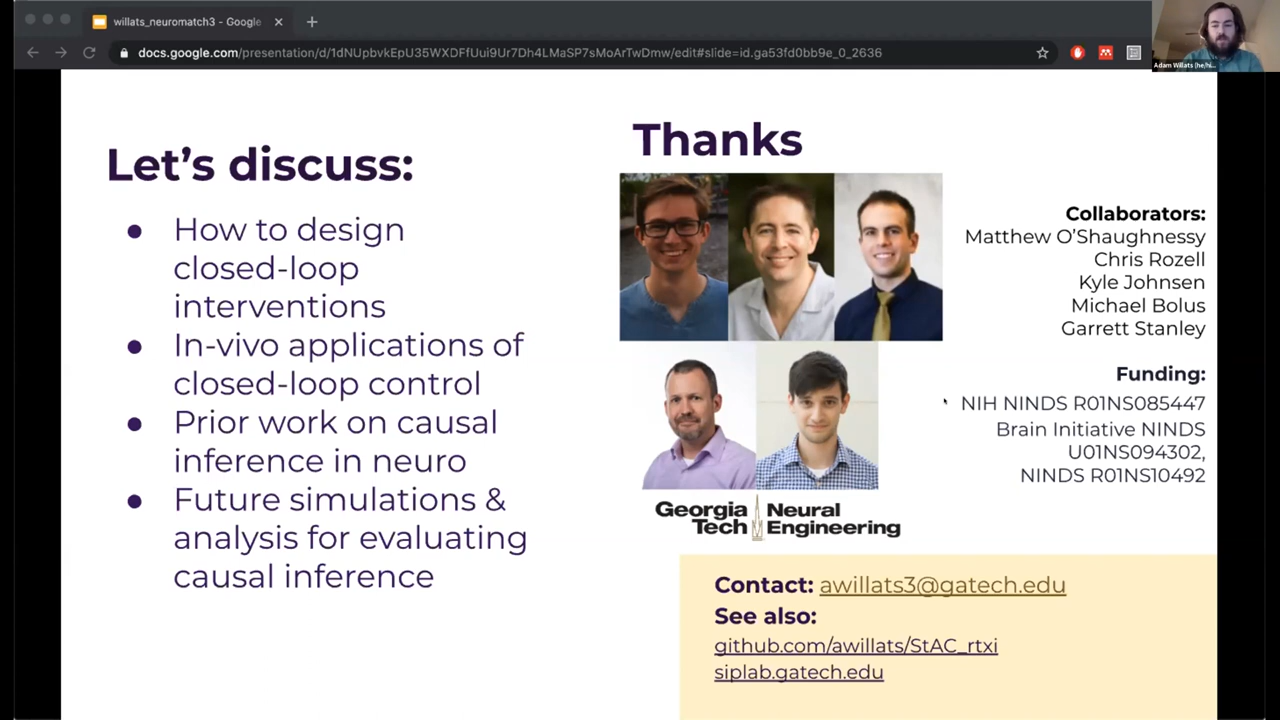 willats_neuromatch3 - Google
docs.google.com/presentation/d/1dNUpbvkEpU35WXDFfUui9Ur7Dh4LMaSP7sMoArTwDmw/edit#slide=id.ga53fd0bb9e_0_2636
Adam Willats (he/hi...
Let's discuss:
● How to design
closed-loop
interventions
● In-vivo applications of
closed-loop control
● Prior work on causal
inference in neuro
● Future simulations &
analysis for evaluating
causal inference
Thanks
Collaborators:
Matthew O'Shaughnessy
Chris Rozell
Kyle Johnsen
Michael Bolus
Garrett Stanley
Funding:
NIH NINDS R01NS085447
Brain Initiative NINDS
U01NS094302,
NINDS R01NS10492
Georgia Neural
Tech Engineering
Contact: awillats3@gatech.edu
See also:
github.com/awillats/StAC_rtxi
siplab.gatech.edu